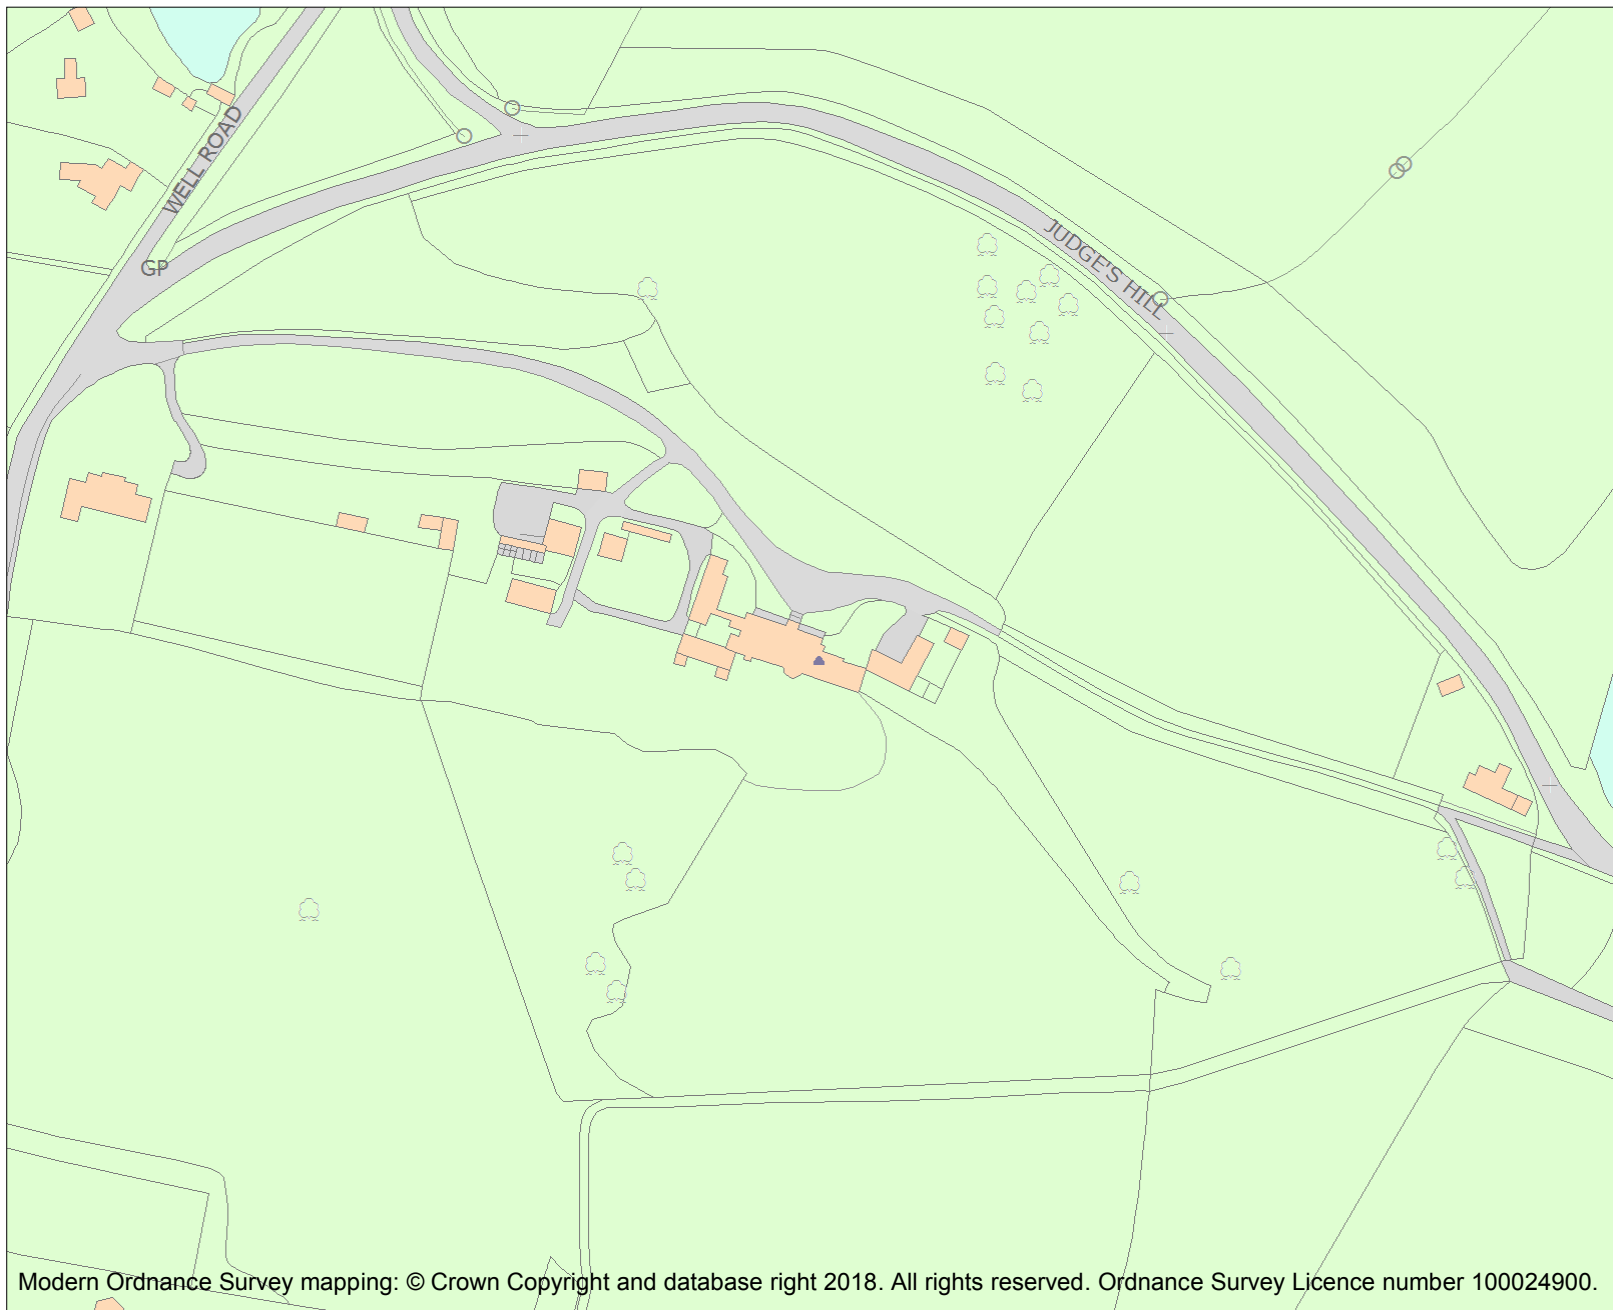 WELL ROAD
JUDGE'S HILL
GP
Modern Ordnance Survey mapping: © Crown Copyright and database right 2018. All rights reserved. Ordnance Survey Licence number 100024900.